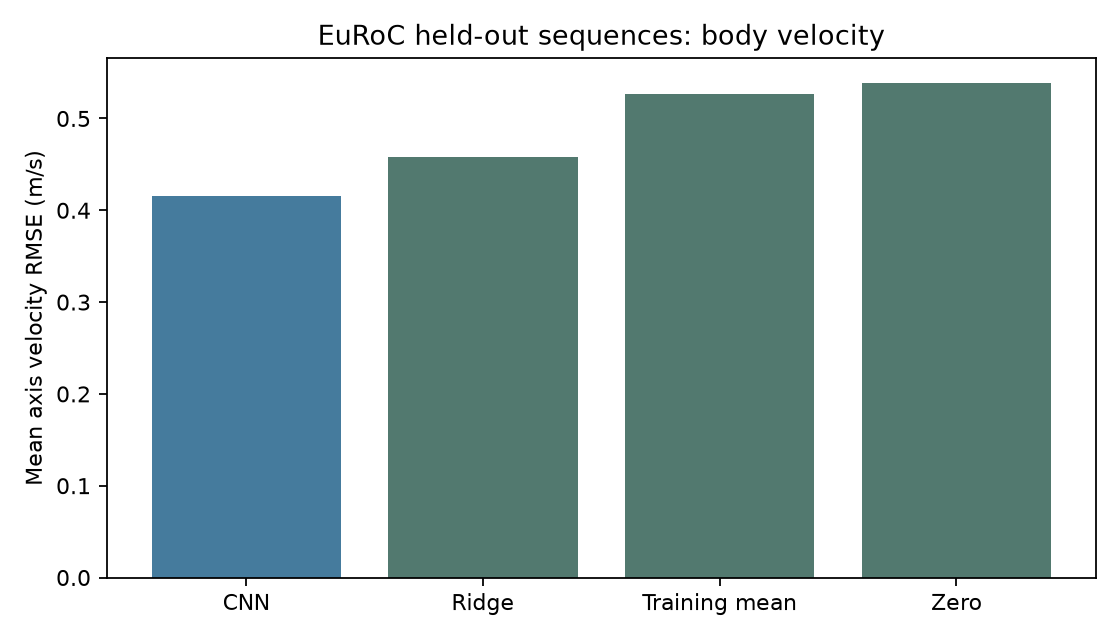 EuRoC held-out sequences: body velocity
Mean axis velocity RMSE (m/s)
0.5
0.4
0.3
0.2
0.1
0.0
CNN
Ridge
Training mean
Zero